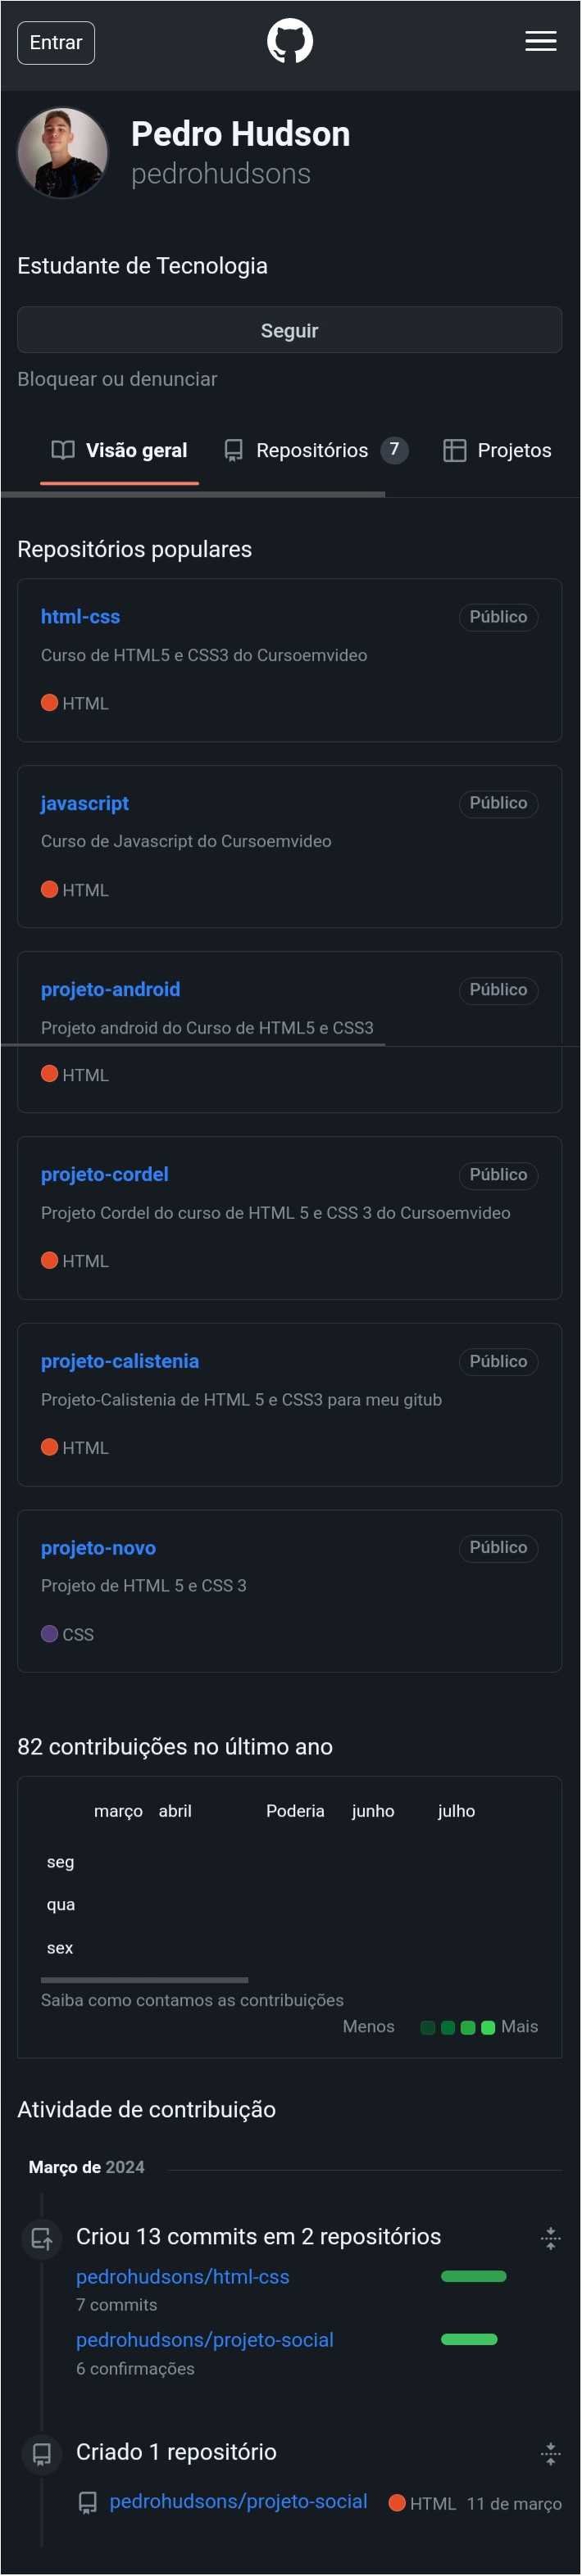 Entrar
Pedro Hudson
pedrohudsons
Estudante de Tecnologia
Seguir
Bloquear ou denunciar
Visão geral Repositórios 7 Projetos
Repositórios populares
html-css Público
Curso de HTML5 e CSS3 do Cursoemvideo
HTML
javascript Público
Curso de Javascript do Cursoemvideo
HTML
projeto-android Público
Projeto android do Curso de HTML5 e CSS3
HTML
projeto-cordel Público
Projeto Cordel do curso de HTML 5 e CSS 3 do Cursoemvideo
HTML
projeto-calistenia Público
Projeto-Calistenia de HTML 5 e CSS3 para meu gitub
HTML
projeto-novo Público
Projeto de HTML 5 e CSS 3
CSS
82 contribuições no último ano
março abril Poderia junho julho
seg
qua
sex
Saiba como contamos as contribuições
Menos Mais
Atividade de contribuição
Março de 2024
Criou 13 commits em 2 repositórios
pedrohudsons/html-css
7 commits
pedrohudsons/projeto-social
6 confirmações
Criado 1 repositório
pedrohudsons/projeto-social HTML 11 de março